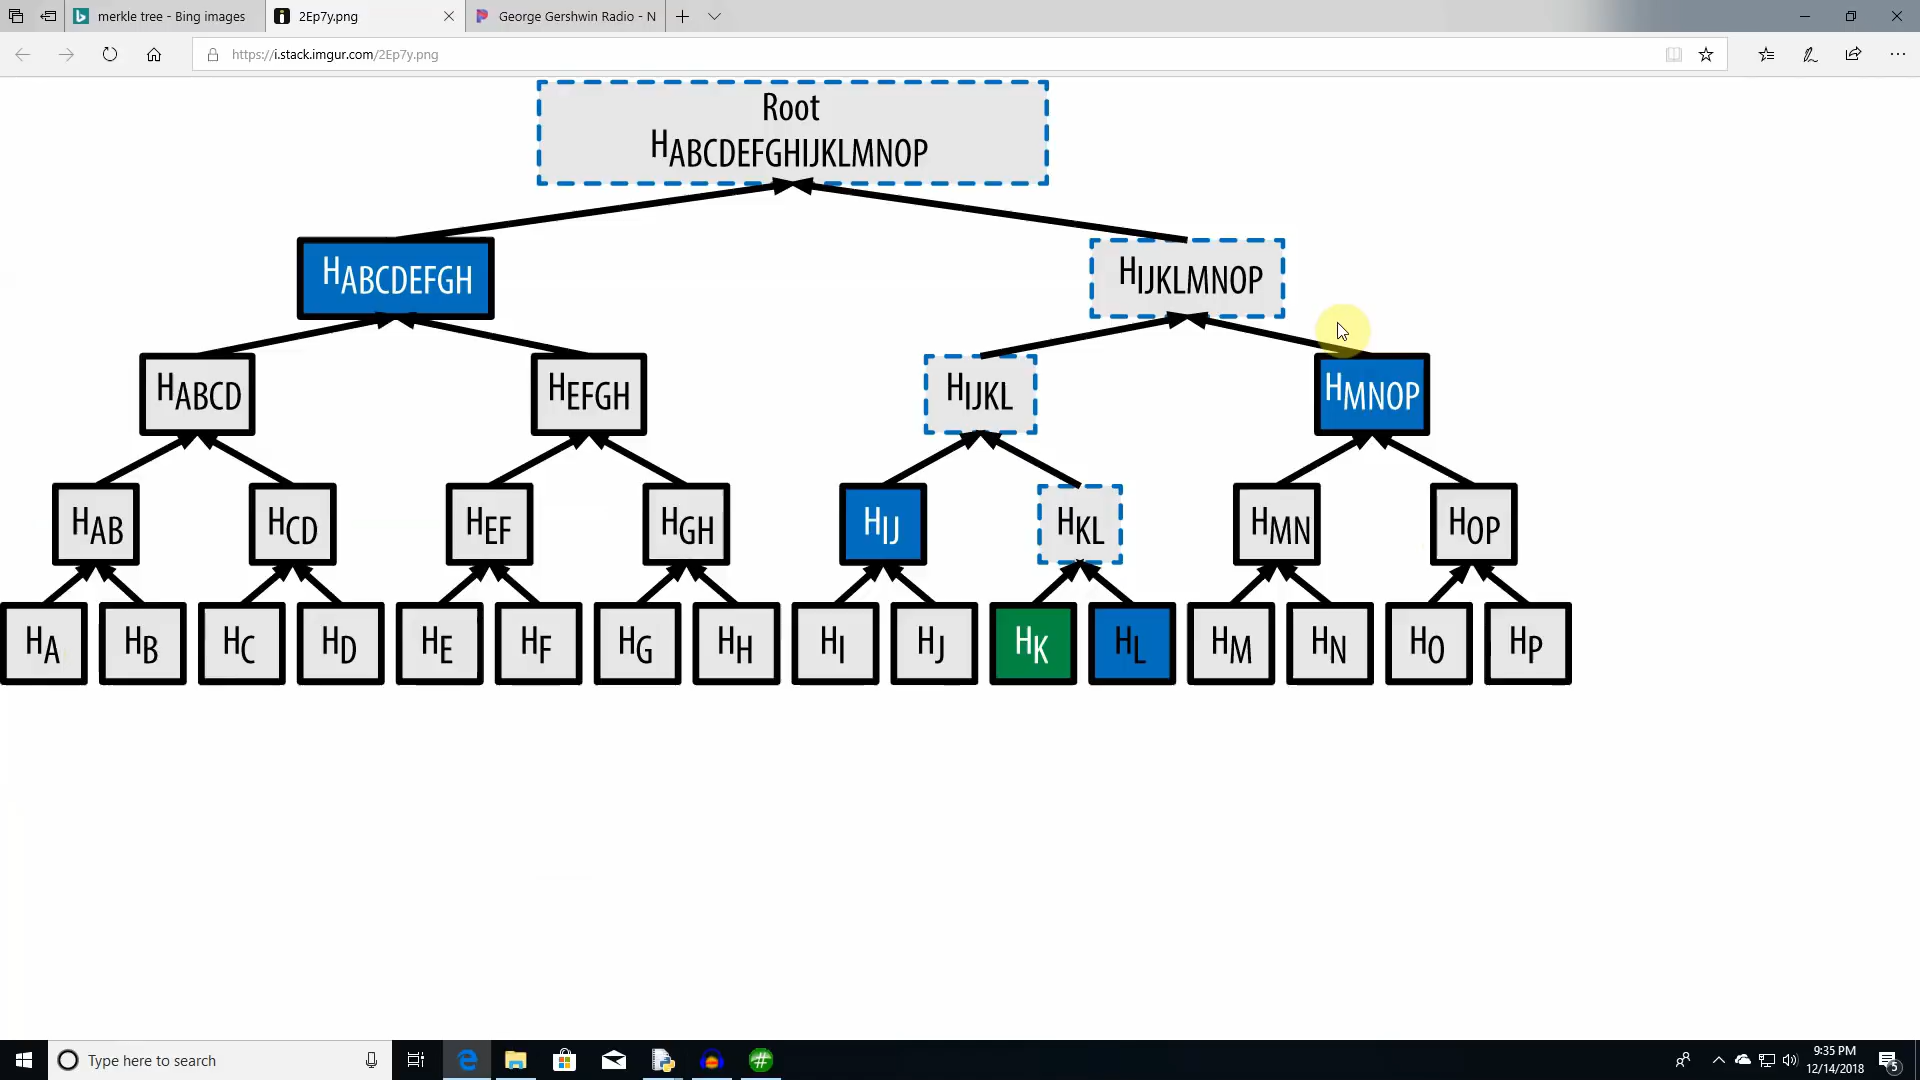 merkle tree - Bing images
2Ep7y.png
George Gershwin Radio - N
https://i.stack.imgur.com/2Ep7y.png
Root
HABCDEFGHIJKLMNOP
HABCDEFGH
HIJKLMNOP
HABCD
HEFGH
HIJKL
HMNOP
HAB
HCD
HEF
HGH
HIJ
HKL
HMN
HOP
HA
HB
HC
HD
HE
HF
HG
HH
HI
HJ
HK
HL
HM
HN
HO
HP
Type here to search
9:35 PM
12/14/2018
5